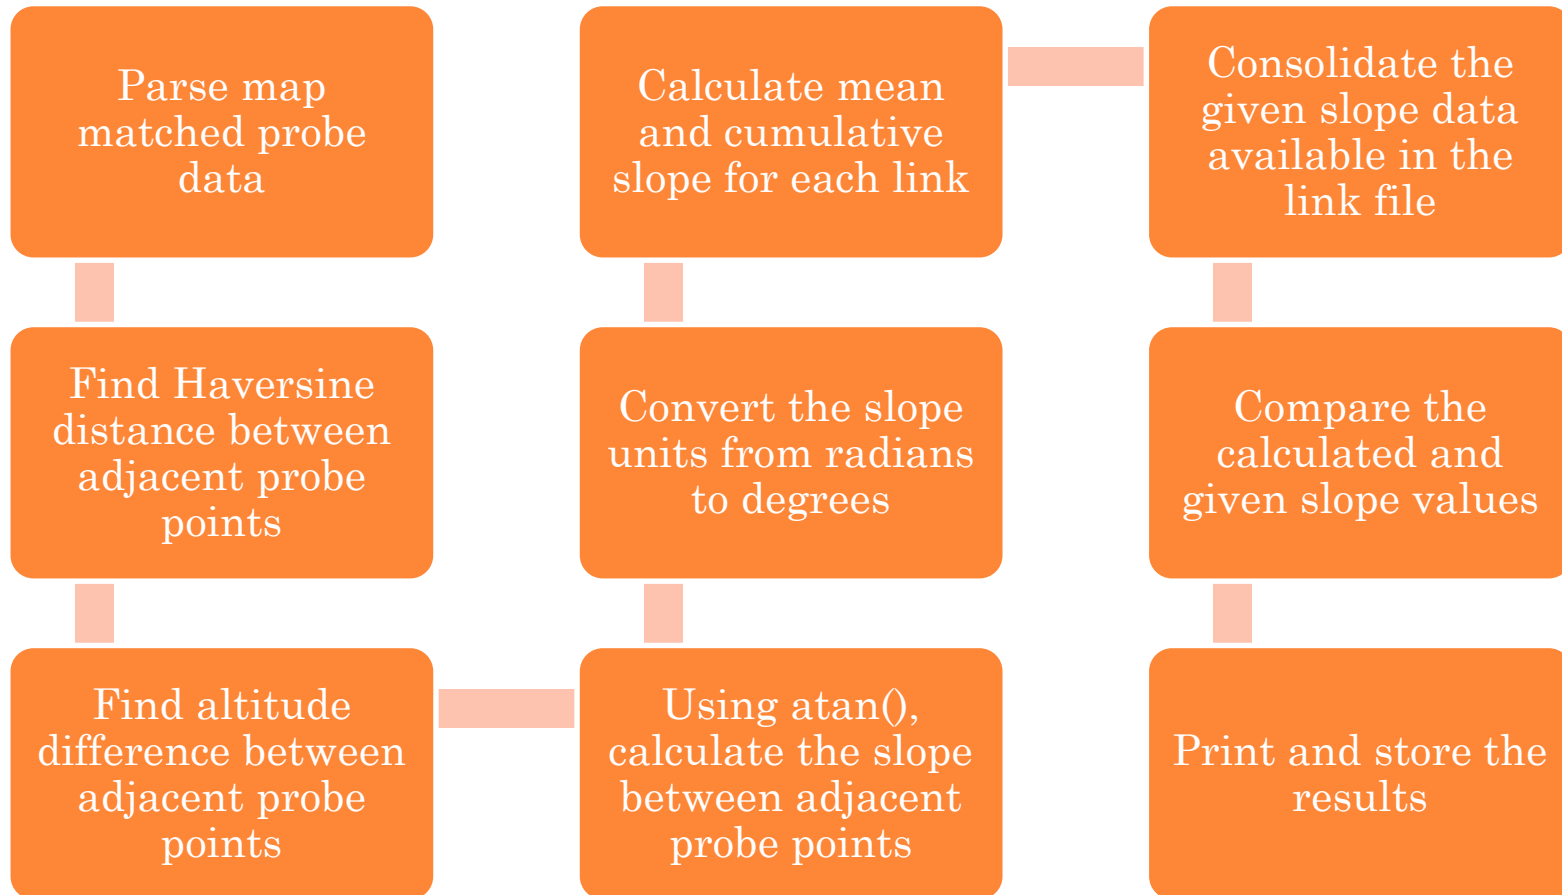 Parse map
matched probe
data
Find Haversine
distance between
adjacent probe
points
Find altitude
difference between
adjacent probe
points
Using atan(),
calculate the slope
between adjacent
probe points
Convert the slope
units from radians
to degrees
Calculate mean
and cumulative
slope for each link
Consolidate the
given slope data
available in the
link file
Compare the
calculated and
given slope values
Print and store the
results